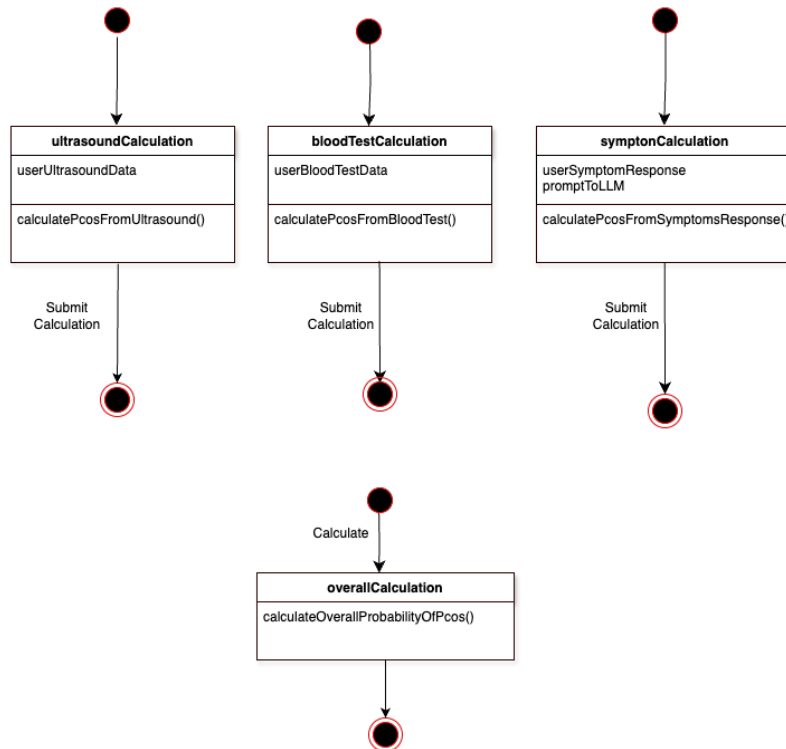 ultrasoundCalculation
userUltrasoundData
calculatePcosFromUltrasound()
Submit
Calculation
bloodTestCalculation
userBloodTestData
calculatePcosFromBloodTest()
Submit
Calculation
symptonCalculation
userSymptomResponse
promptToLLM
calculatePcosFromSymptomsResponse()
Submit
Calculation
Calculate
overallCalculation
calculateOverallProbabilityOfPcos()